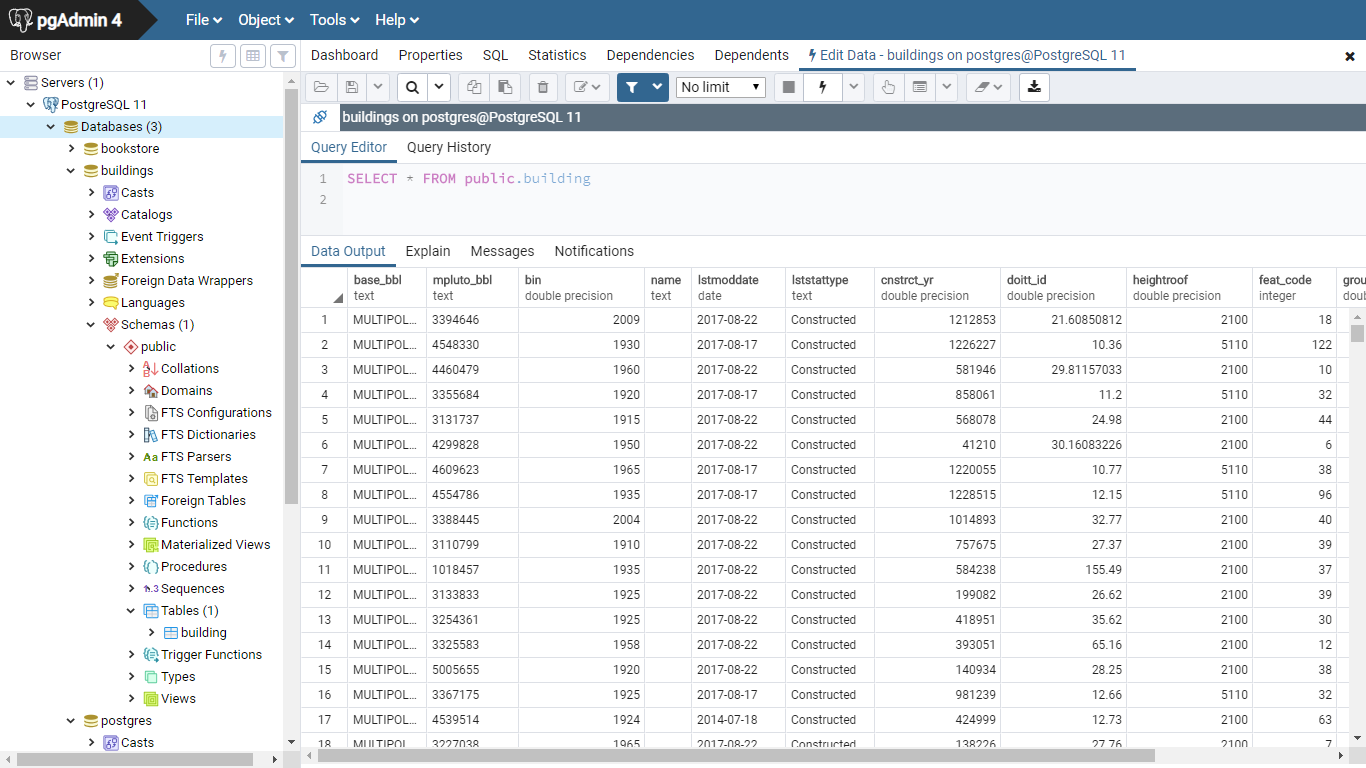 pgAdmin 4 File Object Tools Help
Browser
Dashboard Properties SQL Statistics Dependencies Dependents Edit Data - buildings on postgres@PostgreSQL 11
Servers (1)
PostgreSQL 11
Databases (3)
bookstore
buildings
Casts
Catalogs
Event Triggers
Extensions
Foreign Data Wrappers
Languages
Schemas (1)
public
Collations
Domains
FTS Configurations
FTS Dictionaries
Aa FTS Parsers
FTS Templates
Foreign Tables
Functions
Materialized Views
Procedures
1..3 Sequences
Tables (1)
building
Trigger Functions
Types
Views
postgres
Casts
No limit
buildings on postgres@PostgreSQL 11
Query Editor Query History
1 SELECT * FROM public.building
2
Data Output Explain Messages Notifications
base_bbl mpluto_bbl bin name lstmoddate lststattype cnstrct_yr doitt_id heightroof feat_code grou
text text double precision text date text double precision double precision double precision integer doub
1 MULTIPOL... 3394646 2009 2017-08-22 Constructed 1212853 21.60850812 2100 18
2 MULTIPOL... 4548330 1930 2017-08-17 Constructed 1226227 10.36 5110 122
3 MULTIPOL... 4460479 1960 2017-08-22 Constructed 581946 29.81157033 2100 10
4 MULTIPOL... 3355684 1920 2017-08-17 Constructed 858061 11.2 5110 32
5 MULTIPOL... 3131737 1915 2017-08-22 Constructed 568078 24.98 2100 44
6 MULTIPOL... 4299828 1950 2017-08-22 Constructed 41210 30.16083226 2100 6
7 MULTIPOL... 4609623 1965 2017-08-17 Constructed 1220055 10.77 5110 38
8 MULTIPOL... 4554786 1935 2017-08-17 Constructed 1228515 12.15 5110 96
9 MULTIPOL... 3388445 2004 2017-08-22 Constructed 1014893 32.77 2100 40
10 MULTIPOL... 3110799 1910 2017-08-22 Constructed 757675 27.37 2100 39
11 MULTIPOL... 1018457 1935 2017-08-22 Constructed 584238 155.49 2100 37
12 MULTIPOL... 3133833 1925 2017-08-22 Constructed 199082 26.62 2100 39
13 MULTIPOL... 3254361 1925 2017-08-22 Constructed 418951 35.62 2100 30
14 MULTIPOL... 3325583 1958 2017-08-22 Constructed 393051 65.16 2100 12
15 MULTIPOL... 5005655 1920 2017-08-22 Constructed 140934 28.25 2100 38
16 MULTIPOL... 3367175 1925 2017-08-17 Constructed 981239 12.66 5110 32
17 MULTIPOL... 4539514 1924 2014-07-18 Constructed 424999 12.73 2100 63
18 MULTIPOL... 3227038 1965 2017-08-22 Constructed 138226 27.76 2100 7